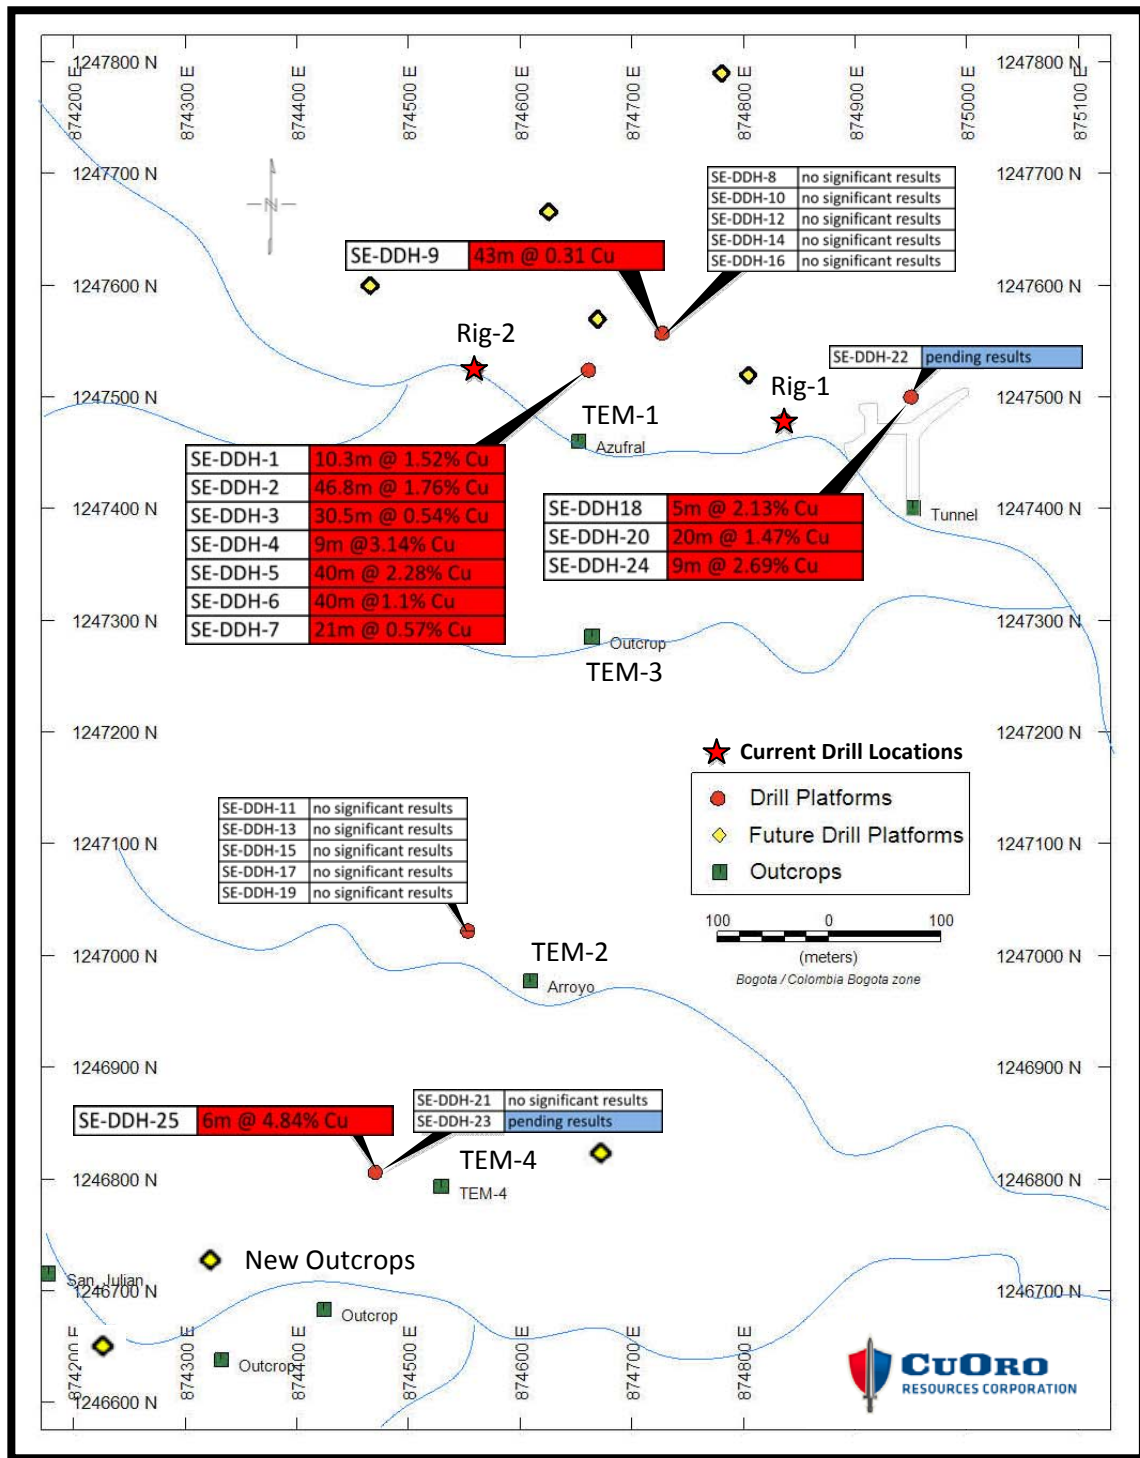 874200 E
874300 E
874400 E
874500 E
874600 E
874700 E
874800 E
874900 E
875000 E
875100 E
1247800 N
1247800 N
1247700 N
1247700 N
N
SE-DDH-8 no significant results
SE-DDH-10 no significant results
SE-DDH-12 no significant results
SE-DDH-14 no significant results
SE-DDH-16 no significant results
SE-DDH-9 43m @ 0.31 Cu
1247600 N
1247600 N
Rig-2
SE-DDH-22 pending results
Rig-1
1247500 N
1247500 N
TEM-1
Azufral
SE-DDH-1 10.3m @ 1.52% Cu
SE-DDH-2 46.8m @ 1.76% Cu
SE-DDH-3 30.5m @ 0.54% Cu
SE-DDH-4 9m @3.14% Cu
SE-DDH-5 40m @ 2.28% Cu
SE-DDH-6 40m @1.1% Cu
SE-DDH-7 21m @ 0.57% Cu
SE-DDH18 5m @ 2.13% Cu
SE-DDH-20 20m @ 1.47% Cu
SE-DDH-24 9m @ 2.69% Cu
Tunnel
1247400 N
1247400 N
1247300 N
1247300 N
Outcrop
TEM-3
1247200 N
1247200 N
Current Drill Locations
Drill Platforms
Future Drill Platforms
Outcrops
100 0 100
(meters)
Bogota / Colombia Bogota zone
SE-DDH-11 no significant results
SE-DDH-13 no significant results
SE-DDH-15 no significant results
SE-DDH-17 no significant results
SE-DDH-19 no significant results
1247100 N
1247100 N
TEM-2
Arroyo
1247000 N
1247000 N
1246900 N
1246900 N
SE-DDH-25 6m @ 4.84% Cu
SE-DDH-21 no significant results
SE-DDH-23 pending results
TEM-4
TEM-4
1246800 N
1246800 N
New Outcrops
San Julian
1246700 N
1246700 N
Outcrop
Outcrop
874200 E
874300 E
874400 E
874500 E
874600 E
874700 E
874800 E
1246600 N
CUORO
RESOURCES CORPORATION